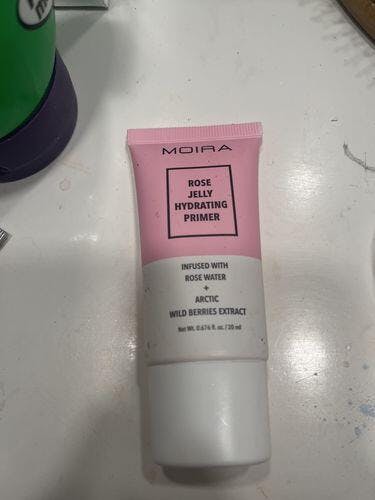 MOIRA
ROSE
JELLY
HYDRATING
PRIMER
INFUSED WITH
ROSE WATER
+
ARCTIC
WILD BERRIES EXTRACT
Net Wt. 0.676 fl. oz. / 20 ml